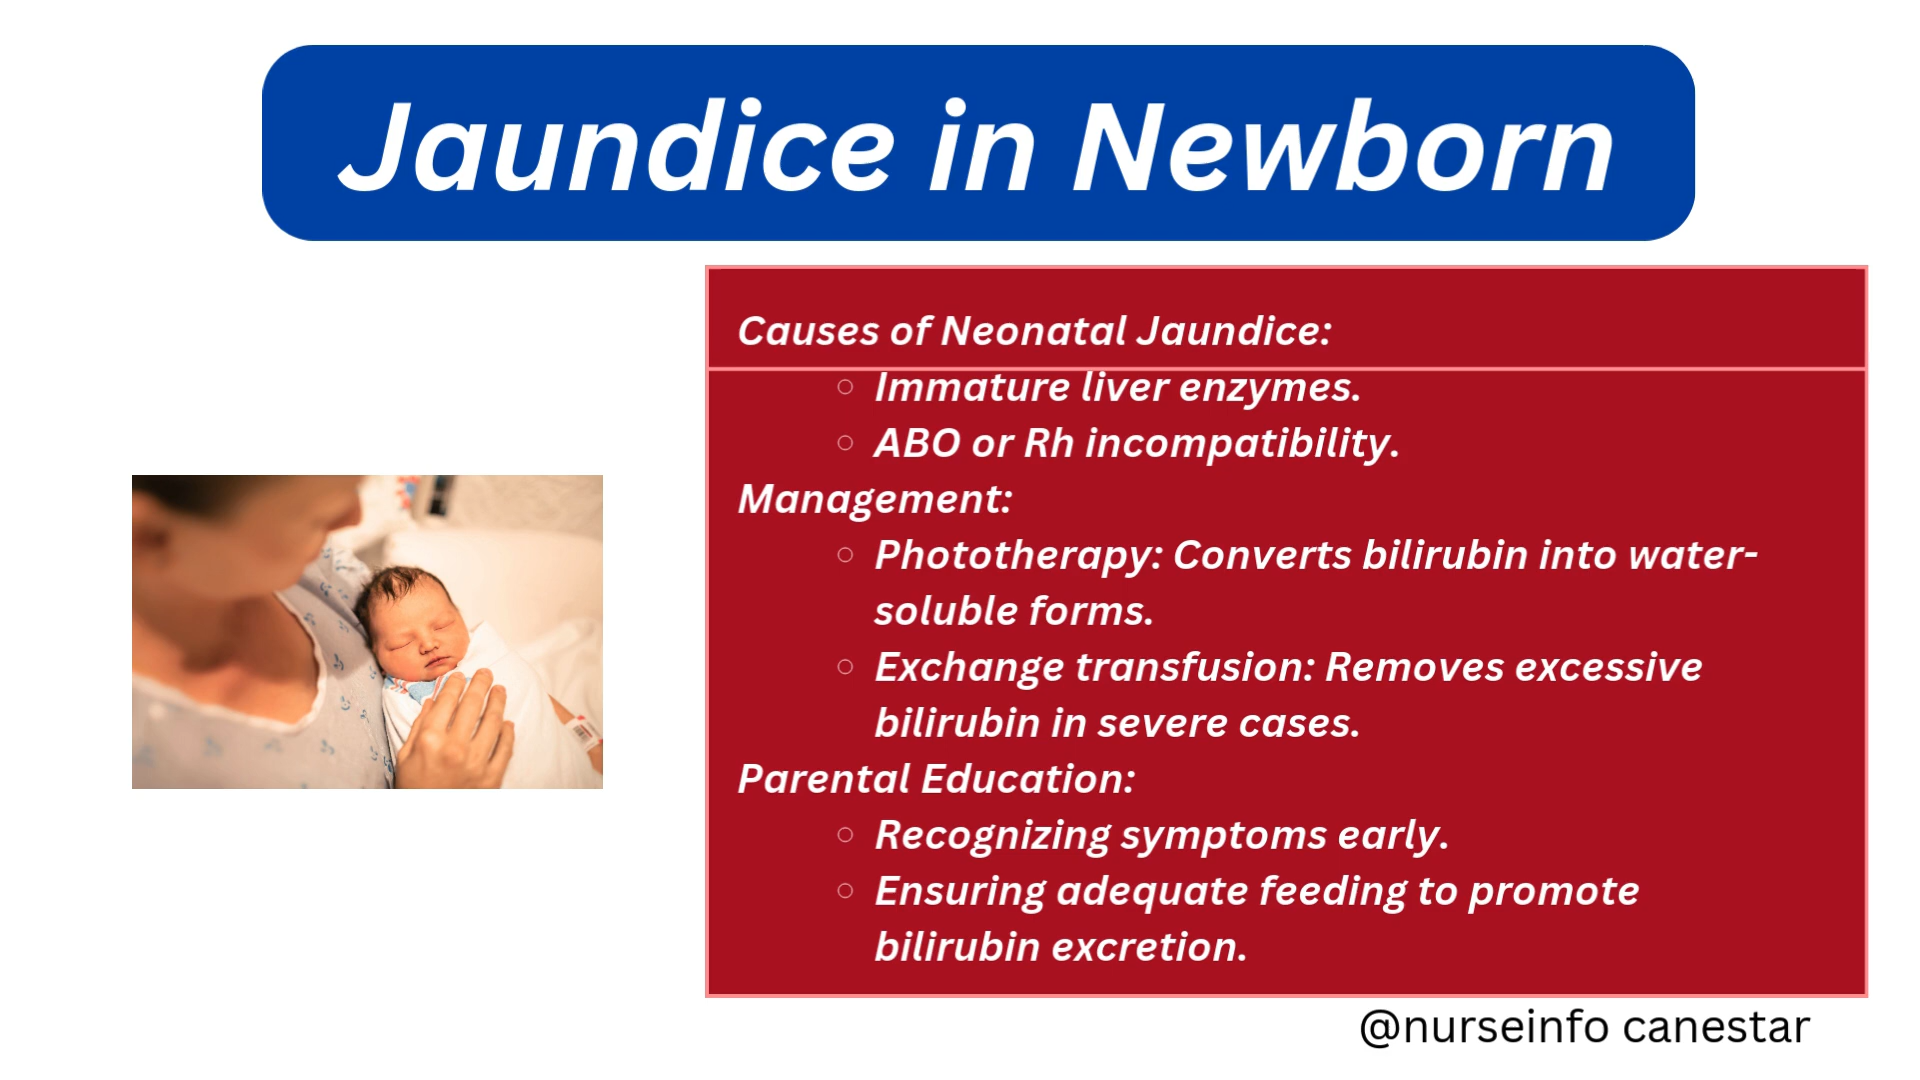 Jaundice in Newborn
Causes of Neonatal Jaundice:
Immature liver enzymes.
ABO or Rh incompatibility.
Management:
Phototherapy: Converts bilirubin into water-
soluble forms.
Exchange transfusion: Removes excessive
bilirubin in severe cases.
Parental Education:
Recognizing symptoms early.
Ensuring adequate feeding to promote
bilirubin excretion.
@nurseinfo canestar